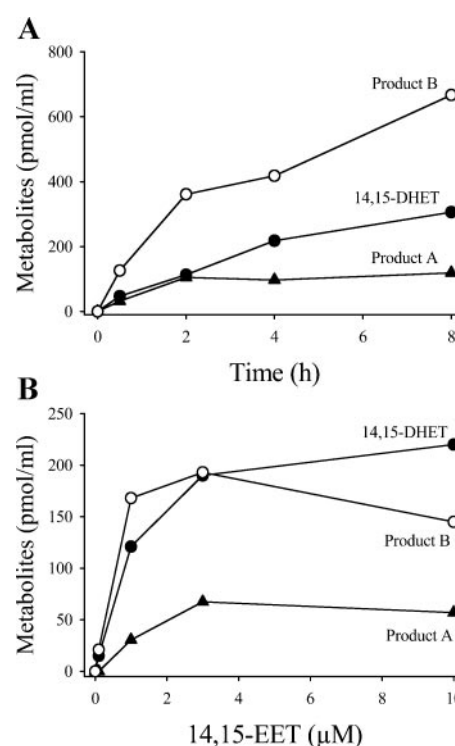 A
Metabolites (pmol/ml)
800
600
400
200
0
Product B
14,15-DHET
Product A
0 2 4 6 8
Time (h)
B
Metabolites (pmol/ml)
250
200
150
100
50
0
14,15-DHET
Product B
Product A
0 2 4 6 8 10
14,15-EET (μM)